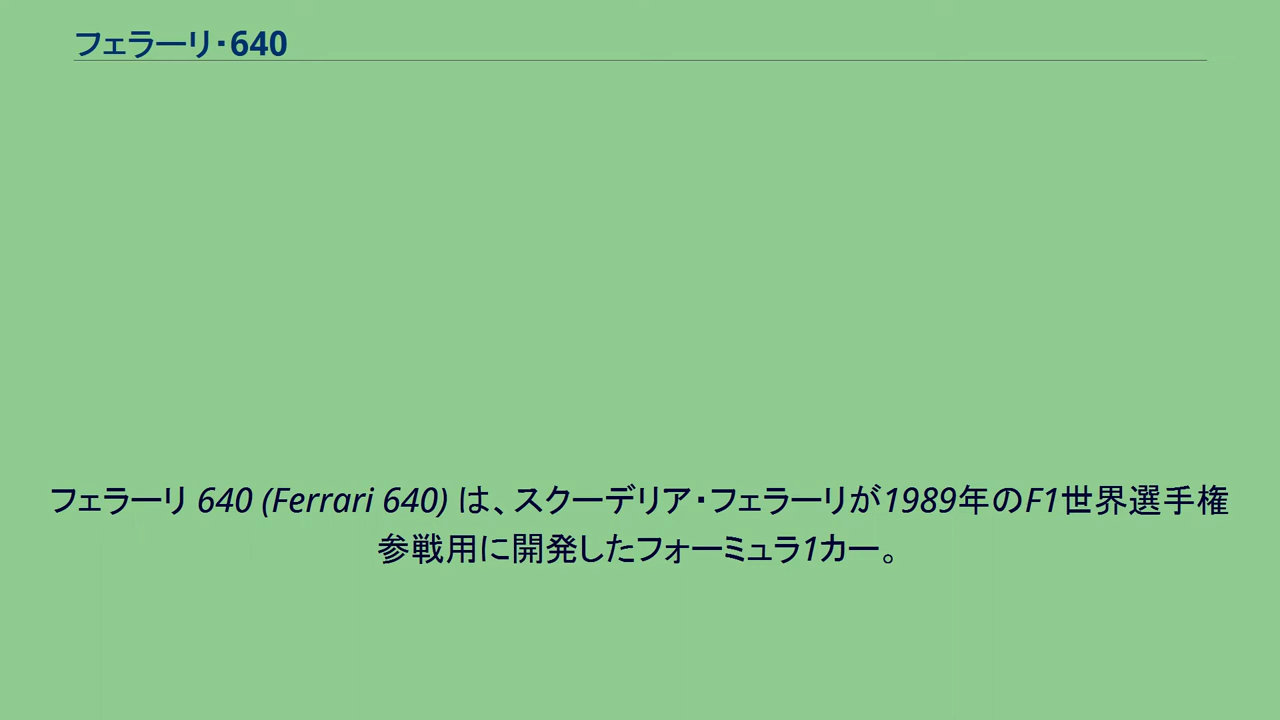 フェラーリ・640
フェラーリ 640 (Ferrari 640) は、スクーデリア・フェラーリが1989年のF1世界選手権
参戦用に開発したフォーミュラ1カー。